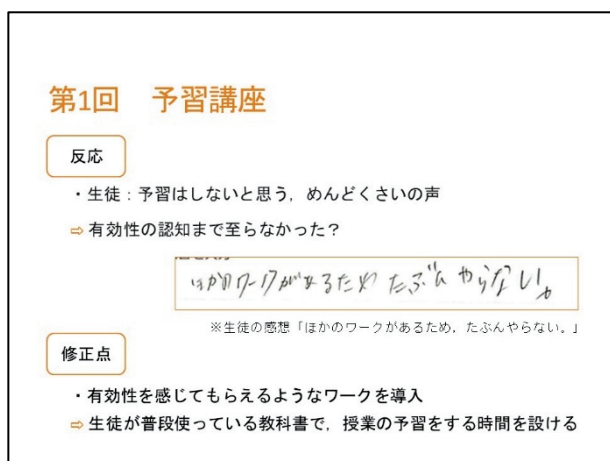 第1回　予習講座
反応
・生徒：予習はしないと思う，めんどくさいの声
⇨ 有効性の認知まで至らなかった？
ほかのワークがあるため たぶん やらない。
※生徒の感想「ほかのワークがあるため，たぶんやらない。」
修正点
・有効性を感じてもらえるようなワークを導入
⇨ 生徒が普段使っている教科書で，授業の予習をする時間を設ける